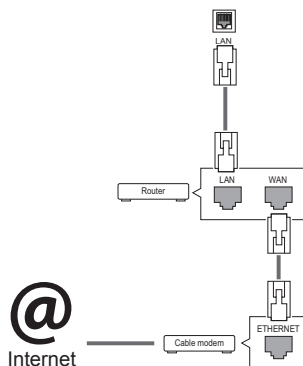 LAN
LAN WAN
Router
ETHERNET
Cable modem
@
Internet